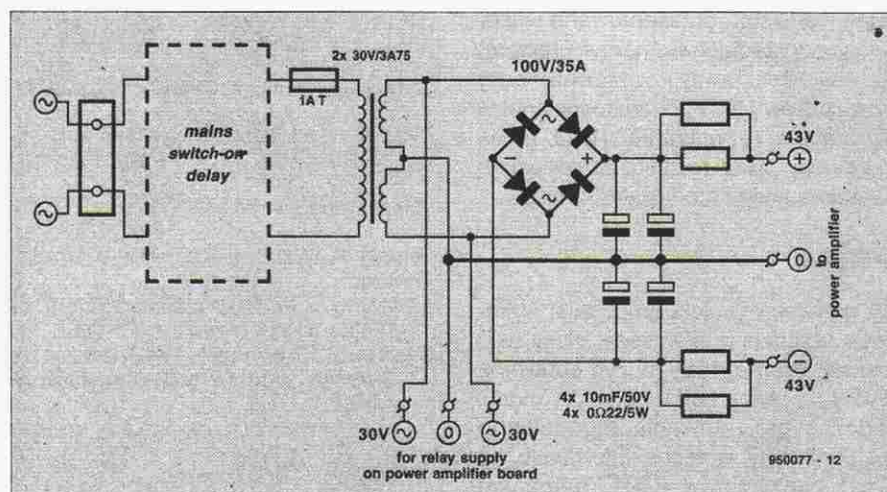 2x 30V/3A75
100V/35A
1A T
mains
switch-on
delay
~
~
~
-
+
~
43V
+
0
to
power amplifier
-
43V
4x 10mF/50V
4x 0Ω22/5W
30V
~
0
~
30V
for relay supply
on power amplifier board
950077 - 12